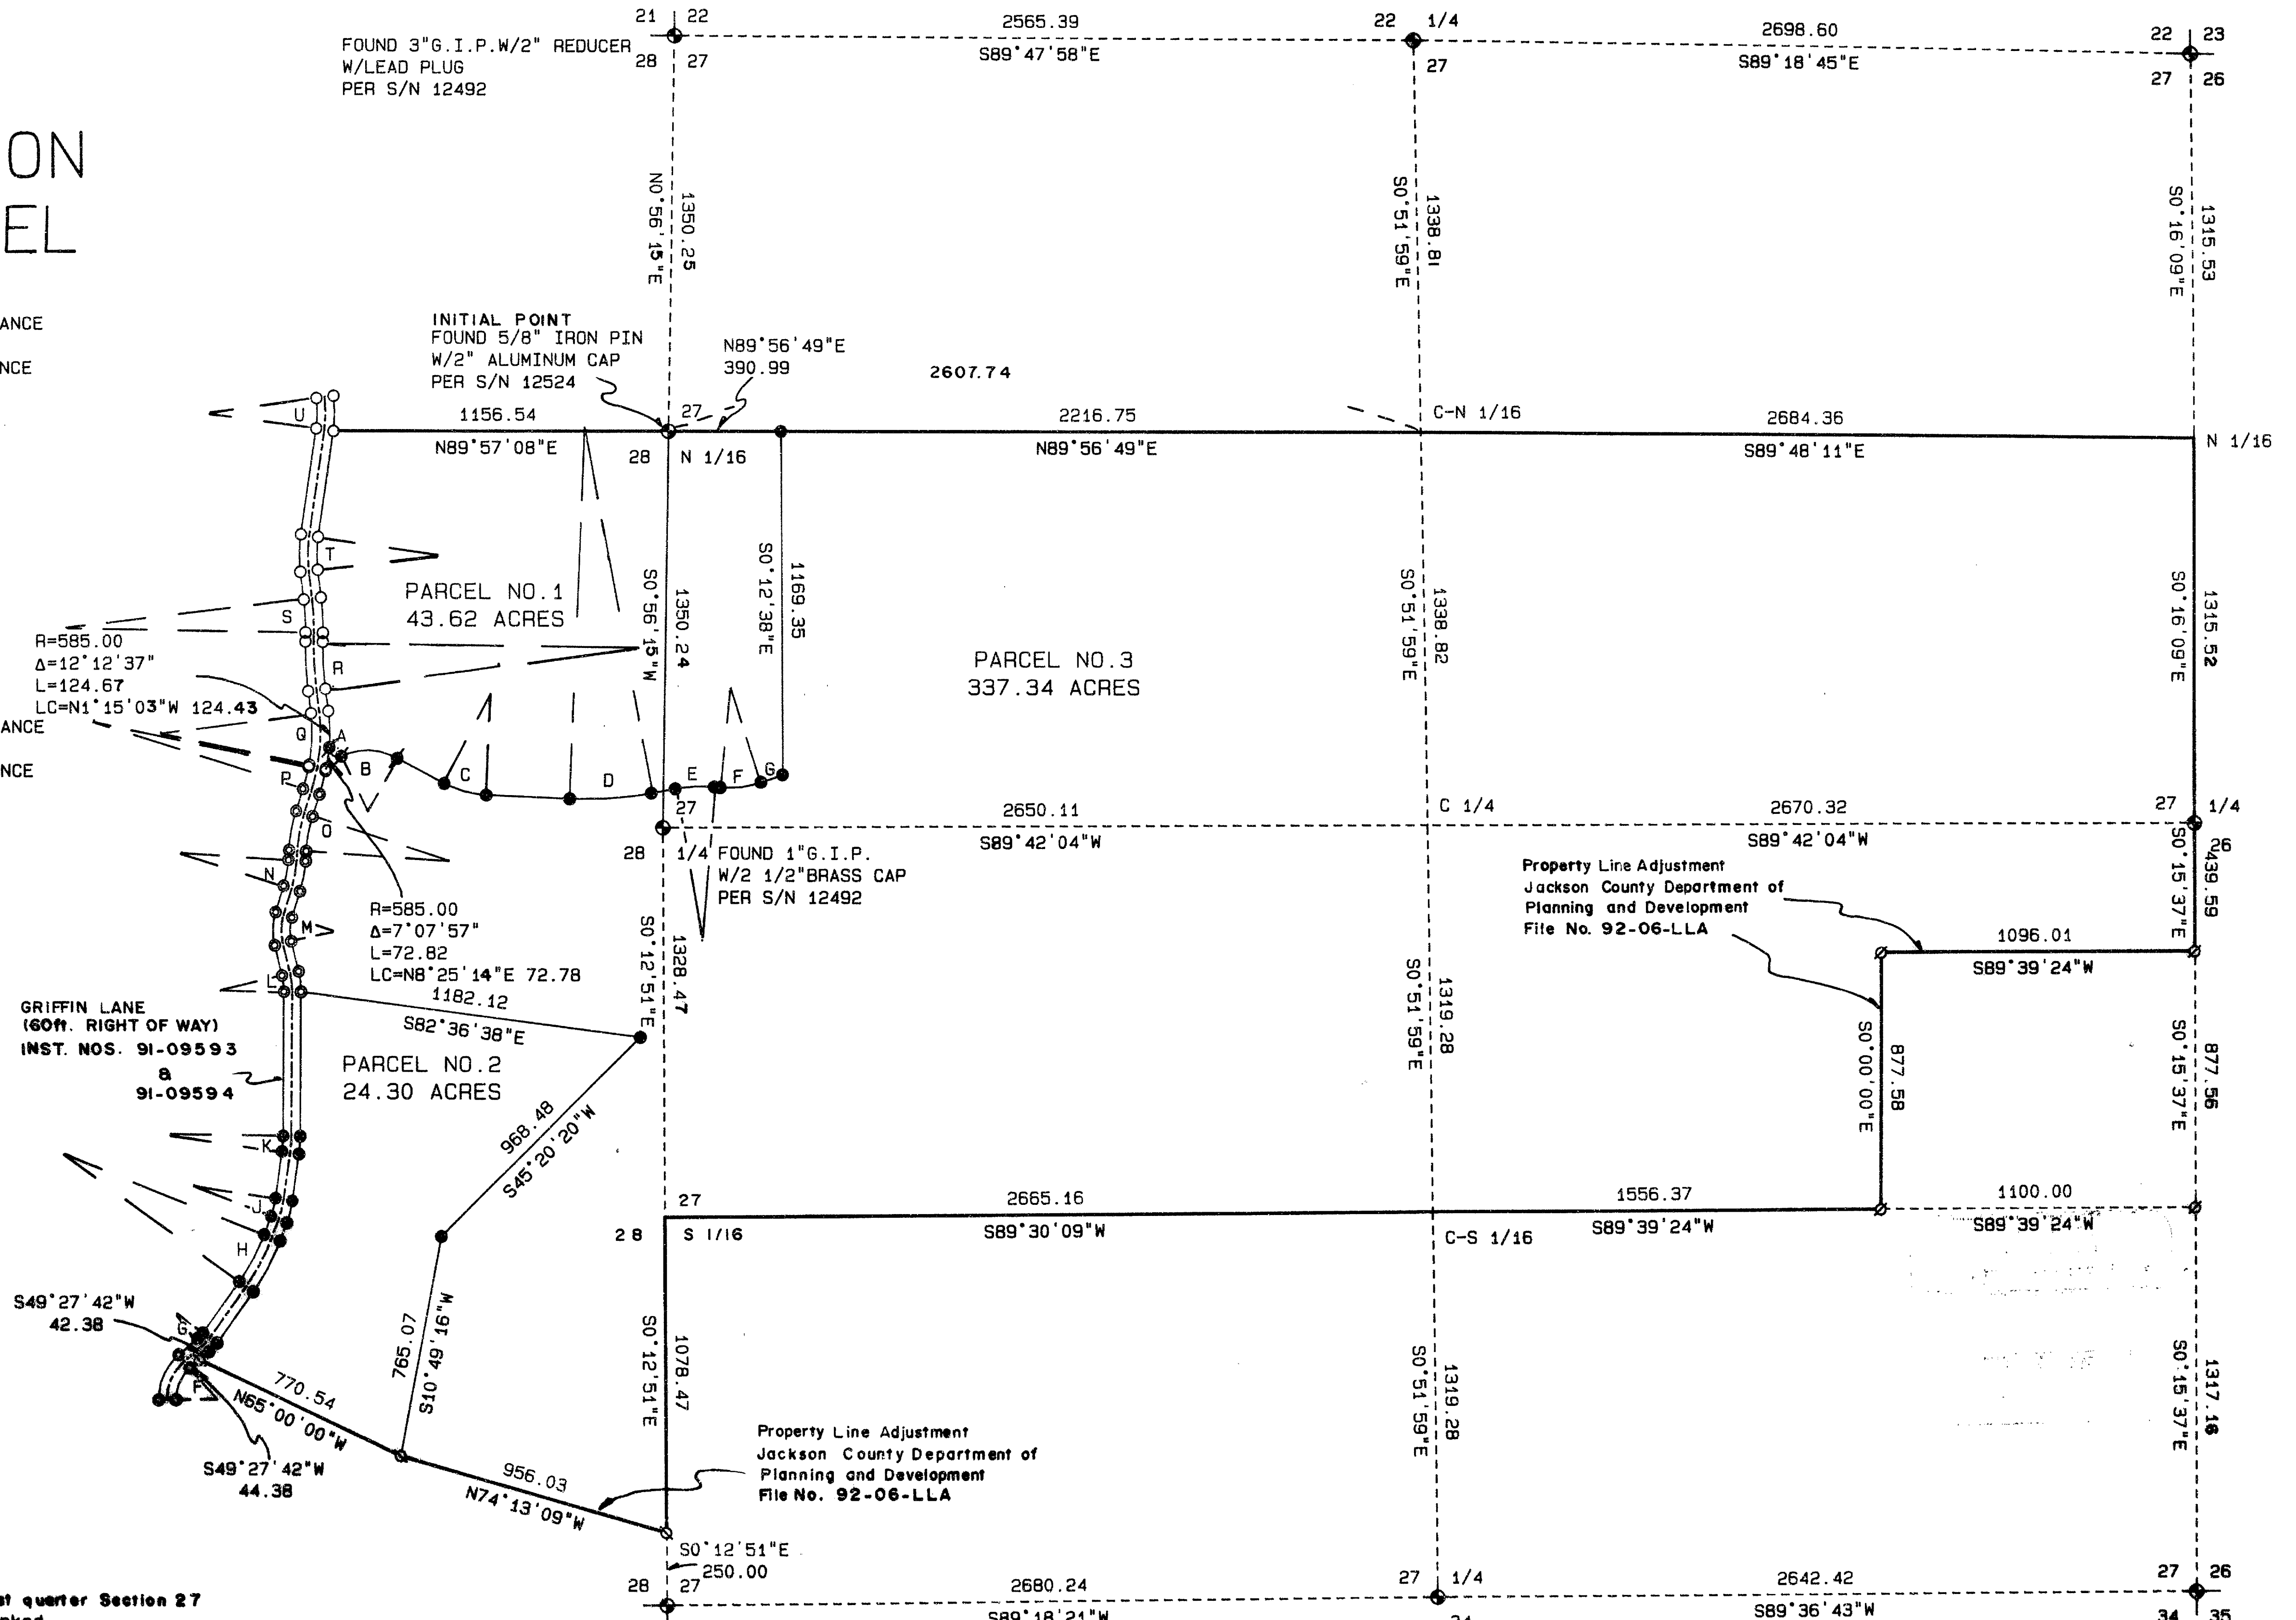 21 22
2565.39
S89°47'58"E
22 1/4
27
2698.60
S89°18'45"E
22 23
28 27
27 26
FOUND 3"G.I.P.W/2" REDUCER
W/LEAD PLUG
PER S/N 12492
ON
EL
ANCE
NCE
N0°56'15"E
1350.25
S0°51'59"E
1338.81
S0°16'09"E
1315.53
INITIAL POINT
FOUND 5/8" IRON PIN
W/2" ALUMINUM CAP
PER S/N 12524
N89°56'49"E
390.99
2607.74
U
1156.54
N89°57'08"E
27
28
N 1/16
2216.75
N89°56'49"E
C-N 1/16
2684.36
S89°48'11"E
N 1/16
T
PARCEL NO.1
43.62 ACRES
S0°56'15"W
1350.24
S0°12'38"E
1169.35
S0°51'59"E
1338.82
S0°16'09"E
1315.52
PARCEL NO.3
337.34 ACRES
S
R
R=585.00
Δ=12°12'37"
L=124.67
LC=N1°15'03"W 124.43
ANCE
NCE
Q
A
B
C
D
E
F
G
P
O
N
M
L
27
2650.11
S89°42'04"W
C 1/4
2670.32
S89°42'04"W
27 1/4
26
28 1/4
FOUND 1"G.I.P.
W/2 1/2"BRASS CAP
PER S/N 12492
R=585.00
Δ=7°07'57"
L=72.82
LC=N8°25'14"E 72.78
Property Line Adjustment
Jackson County Department of
Planning and Development
File No. 92-06-LLA
S0°15'37"E
439.59
1096.01
S89°39'24"W
1182.12
S82°36'38"E
GRIFFIN LANE
(60ft. RIGHT OF WAY)
INST. NOS. 91-09593
&
91-09594
PARCEL NO.2
24.30 ACRES
S0°12'51"E
1328.47
S0°51'59"E
1319.28
S0°00'00"E
877.58
S0°15'37"E
877.56
968.48
S45°20'20"W
K
J
H
27
28
S 1/16
2665.16
S89°30'09"W
C-S 1/16
1556.37
S89°39'24"W
1100.00
S89°39'24"W
S49°27'42"W
42.38
G
F
765.07
S10°49'16"W
S0°12'51"E
1078.47
S0°51'59"E
1319.28
S0°15'37"E
1317.16
770.54
N65°00'00"W
S49°27'42"W
44.38
956.03
N74°13'09"W
Property Line Adjustment
Jackson County Department of
Planning and Development
File No. 92-06-LLA
S0°12'51"E
250.00
28 27
2680.24
S89°18'21"W
27 1/4
34
2642.42
S89°36'43"W
27 26
34 35
st quarter Section 27